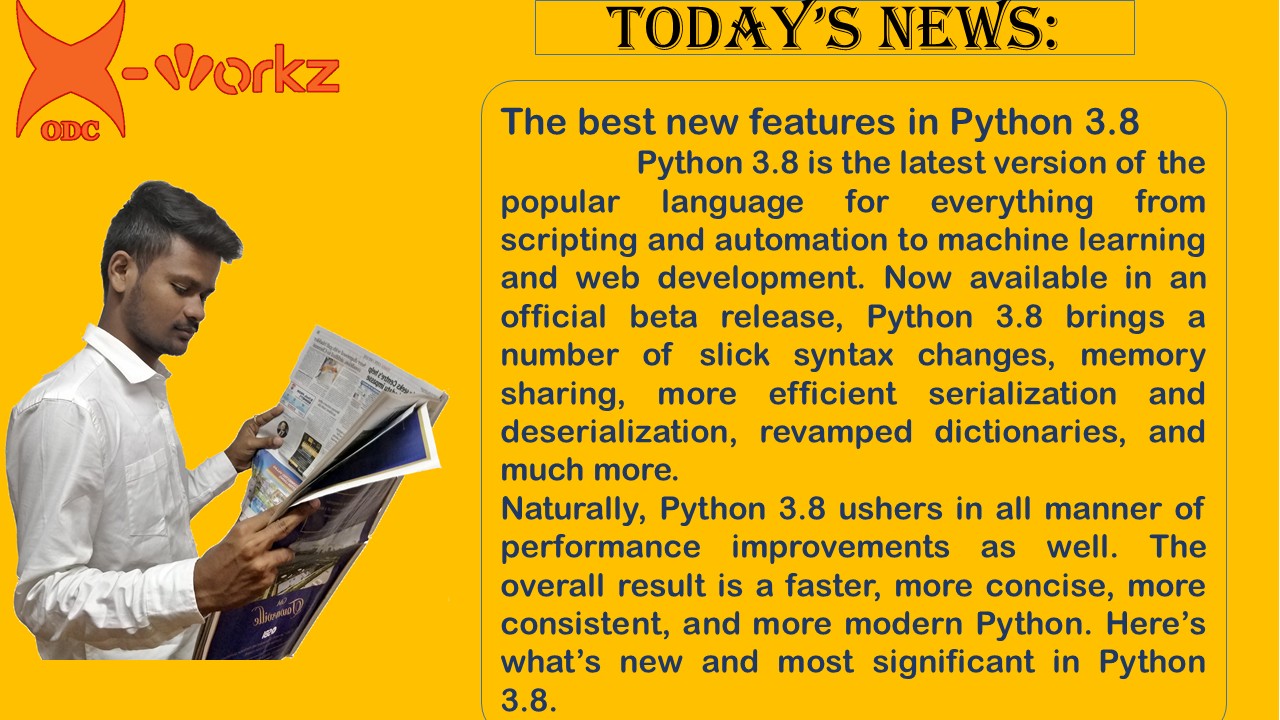 TODAY'S NEWS:
X-Workz
ODC
The best new features in Python 3.8
Python 3.8 is the latest version of the
popular language for everything from
scripting and automation to machine learning
and web development. Now available in an
official beta release, Python 3.8 brings a
number of slick syntax changes, memory
sharing, more efficient serialization and
deserialization, revamped dictionaries, and
much more.
Naturally, Python 3.8 ushers in all manner of
performance improvements as well. The
overall result is a faster, more concise, more
consistent, and more modern Python. Here’s
what’s new and most significant in Python
3.8.